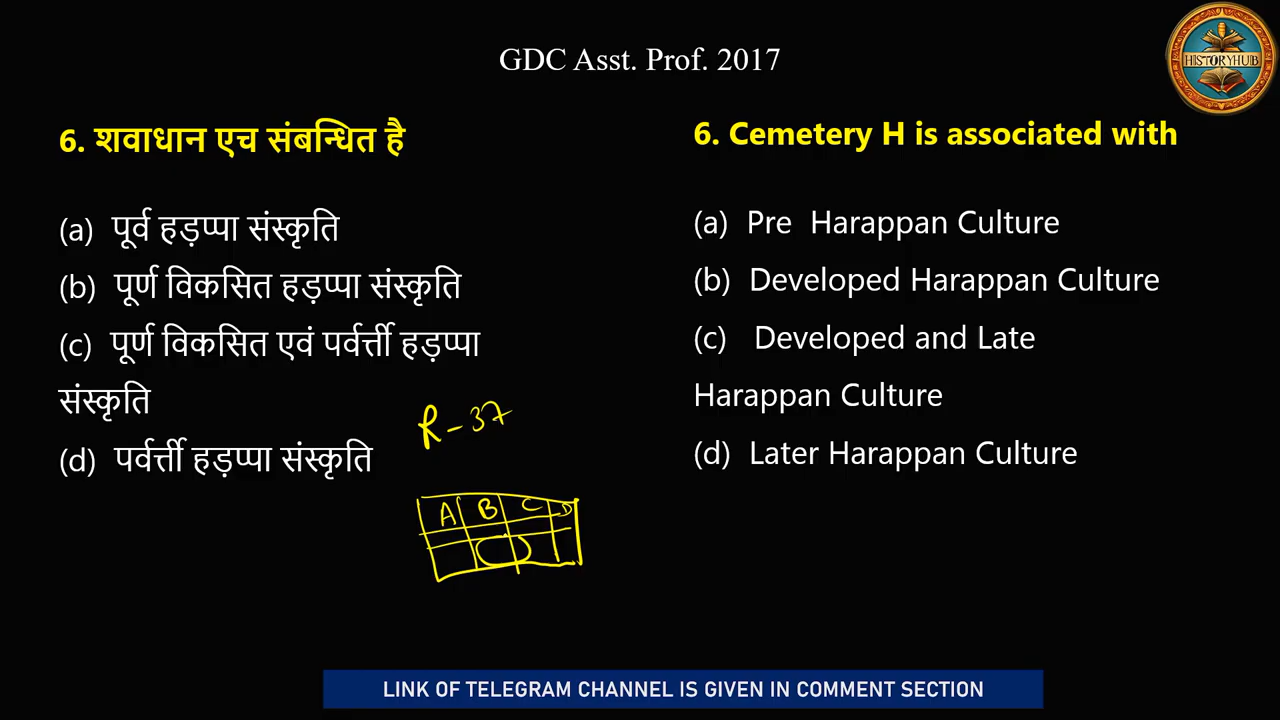 GDC Asst. Prof. 2017
HISTORYHUB
6. शवाधान एच संबन्धित है
(a) पूर्व हड़प्पा संस्कृति
(b) पूर्ण विकसित हड़प्पा संस्कृति
(c) पूर्ण विकसित एवं पर्वर्त्ती हड़प्पा
संस्कृति
(d) पर्वर्त्ती हड़प्पा संस्कृति
R-37
A B C D
6. Cemetery H is associated with
(a) Pre Harappan Culture
(b) Developed Harappan Culture
(c) Developed and Late
Harappan Culture
(d) Later Harappan Culture
LINK OF TELEGRAM CHANNEL IS GIVEN IN COMMENT SECTION